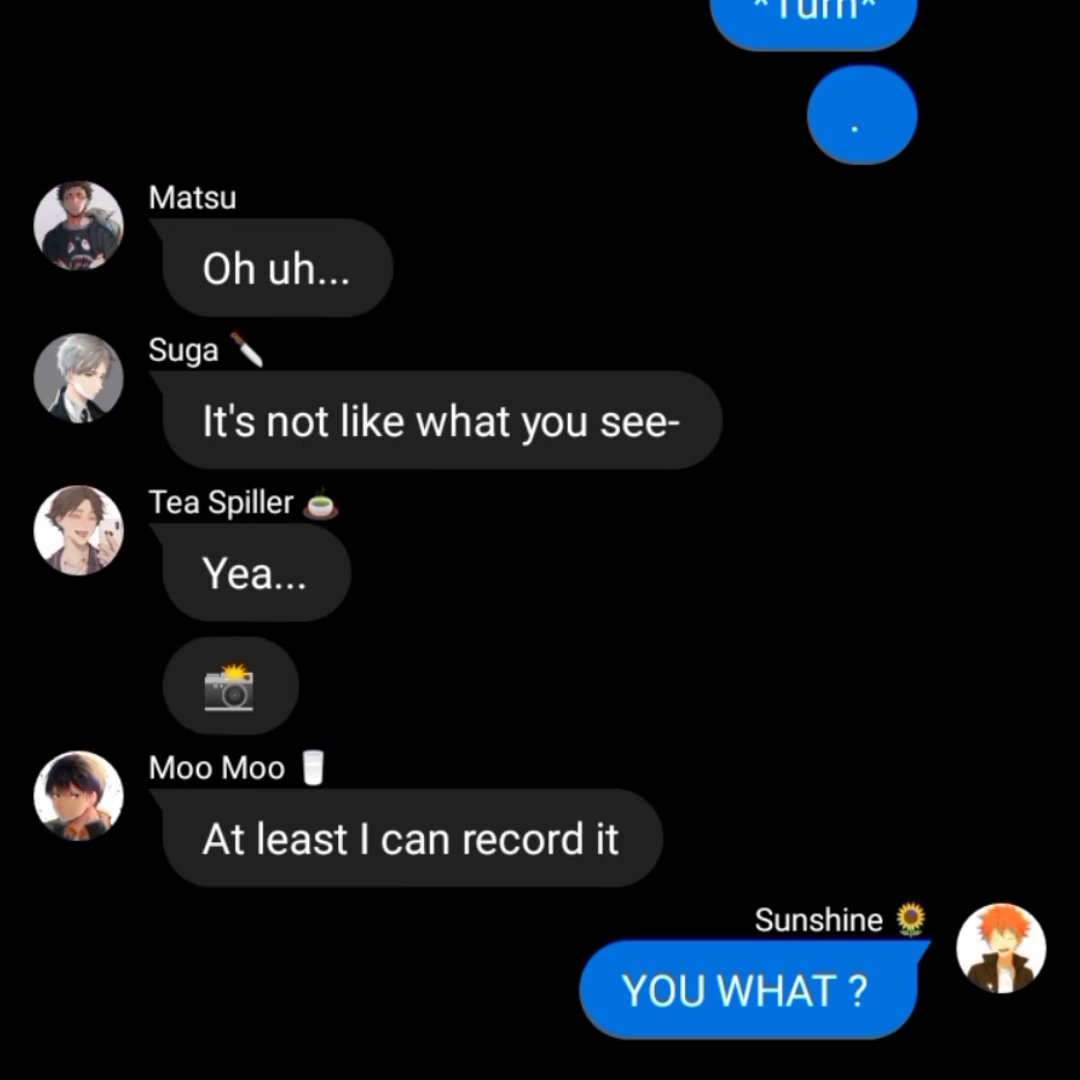 *Turn*
.
Matsu
Oh uh...
Suga 🔪
It's not like what you see-
Tea Spiller 🍵
Yea...
📸
Moo Moo 🥛
At least I can record it
Sunshine 🌻
YOU WHAT ?